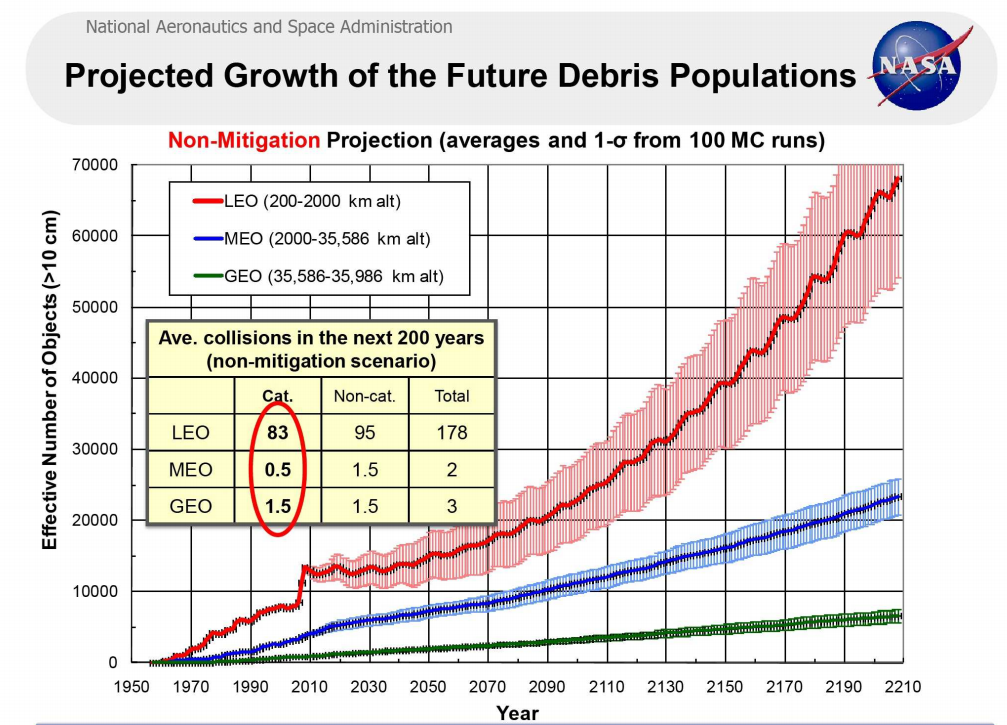 National Aeronautics and Space Administration
Projected Growth of the Future Debris Populations
NASA
Non-Mitigation Projection (averages and 1-σ from 100 MC runs)
70000
60000
50000
40000
30000
20000
10000
0
Effective Number of Objects (>10 cm)
LEO (200-2000 km alt)
MEO (2000-35,586 km alt)
GEO (35,586-35,986 km alt)
Ave. collisions in the next 200 years
(non-mitigation scenario)
Cat. Non-cat. Total
LEO 83 95 178
MEO 0.5 1.5 2
GEO 1.5 1.5 3
1950 1970 1990 2010 2030 2050 2070 2090 2110 2130 2150 2170 2190 2210
Year